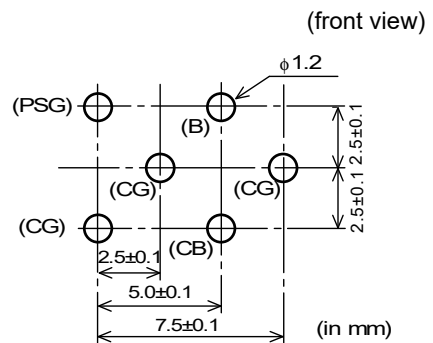 (front view)
ϕ1.2
(PSG)
(B)
2.5±0.1
(CG)
(CG)
2.5±0.1
(CG)
(CB)
2.5±0.1
5.0±0.1
7.5±0.1
(in mm)